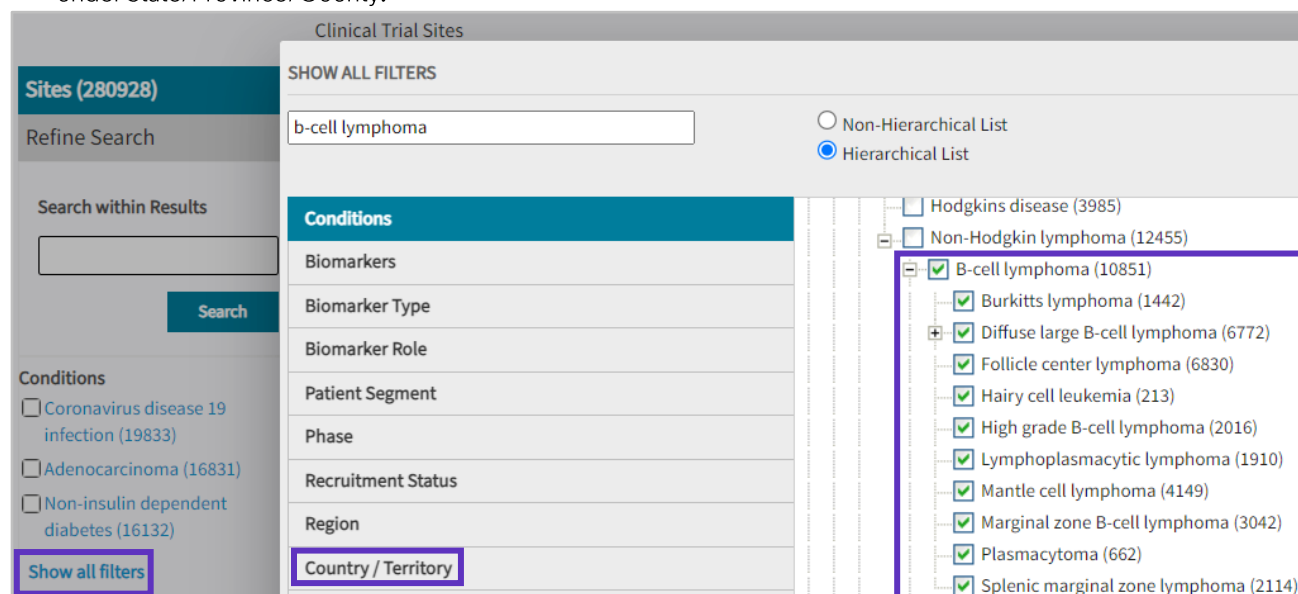 under State/Province/County.
Clinical Trial Sites
Sites (280928)
Refine Search
Search within Results
Search
Conditions
Coronavirus disease 19
infection (19833)
Adenocarcinoma (16831)
Non-insulin dependent
diabetes (16132)
Show all filters
SHOW ALL FILTERS
b-cell lymphoma
Non-Hierarchical List
Hierarchical List
Conditions
Biomarkers
Biomarker Type
Biomarker Role
Patient Segment
Phase
Recruitment Status
Region
Country / Territory
Hodgkins disease (3985)
Non-Hodgkin lymphoma (12455)
B-cell lymphoma (10851)
Burkitts lymphoma (1442)
Diffuse large B-cell lymphoma (6772)
Follicle center lymphoma (6830)
Hairy cell leukemia (213)
High grade B-cell lymphoma (2016)
Lymphoplasmacytic lymphoma (1910)
Mantle cell lymphoma (4149)
Marginal zone B-cell lymphoma (3042)
Plasmacytoma (662)
Splenic marginal zone lymphoma (2114)